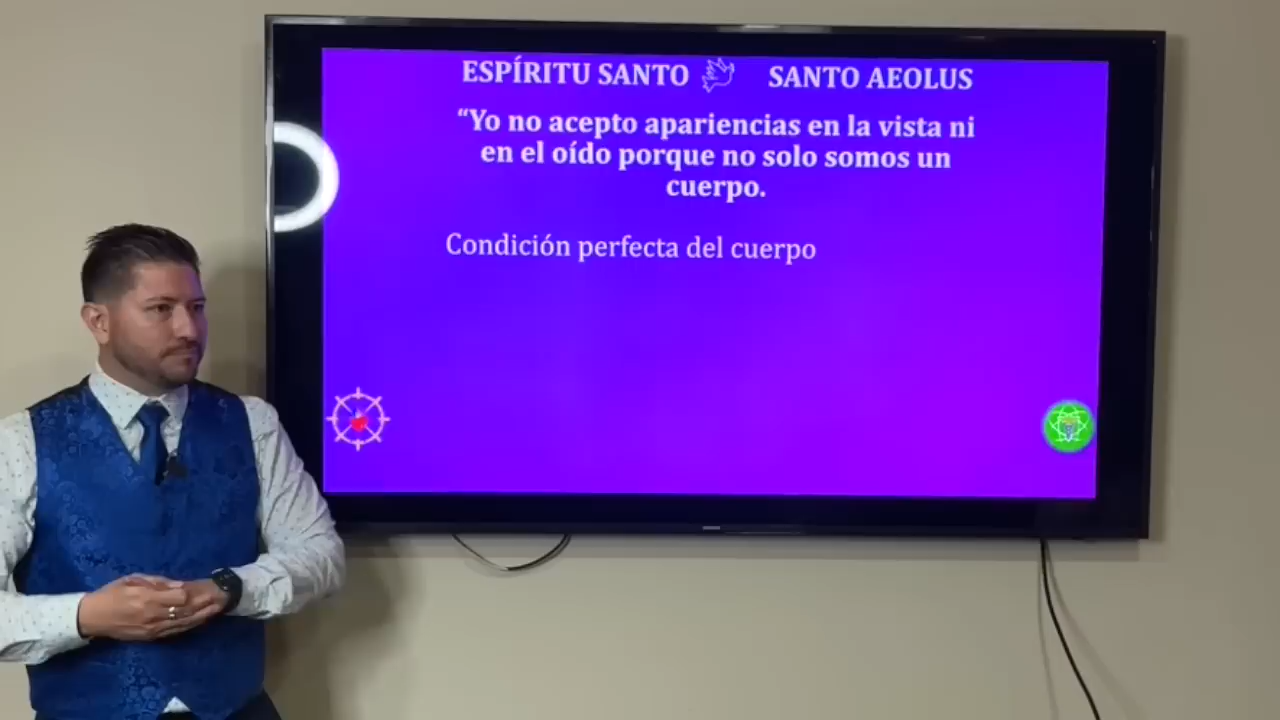 ESPÍRITU SANTO SANTO AEOLUS
“Yo no acepto apariencias en la vista ni
en el oído porque no solo somos un
cuerpo.
Condición perfecta del cuerpo